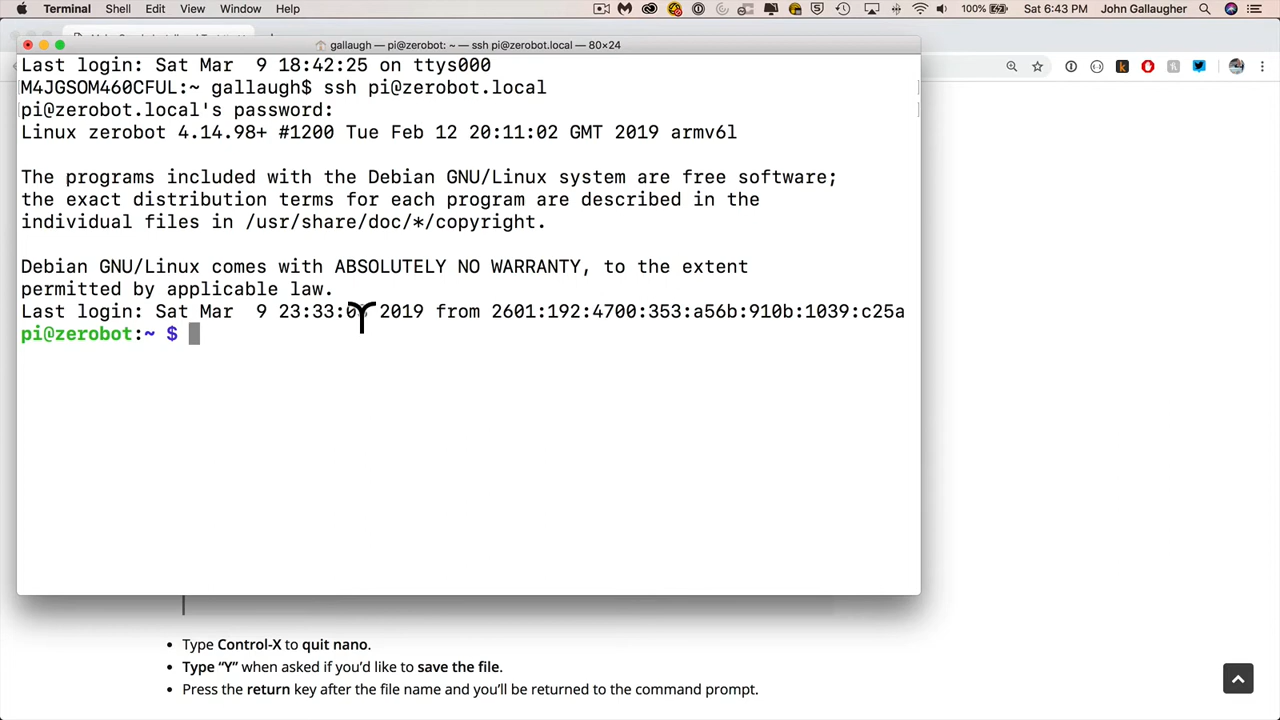 Terminal Shell Edit View Window Help 100% Sat 6:43 PM John Gallaugher
gallaugh — pi@zerobot: ~ — ssh pi@zerobot.local — 80×24
Last login: Sat Mar  9 18:42:25 on ttys000
M4JGSOM460CFUL:~ gallaugh$ ssh pi@zerobot.local
pi@zerobot.local's password:
Linux zerobot 4.14.98+ #1200 Tue Feb 12 20:11:02 GMT 2019 armv6l
The programs included with the Debian GNU/Linux system are free software;
the exact distribution terms for each program are described in the
individual files in /usr/share/doc/*/copyright.
Debian GNU/Linux comes with ABSOLUTELY NO WARRANTY, to the extent
permitted by applicable law.
Last login: Sat Mar  9 2019 from 2601:192:4700:353:a56b:910b:1039:c25a
pi@zerobot:~ $
• Type Control-X to quit nano.
• Type “Y” when asked if you’d like to save the file.
• Press the return key after the file name and you’ll be returned to the command prompt.